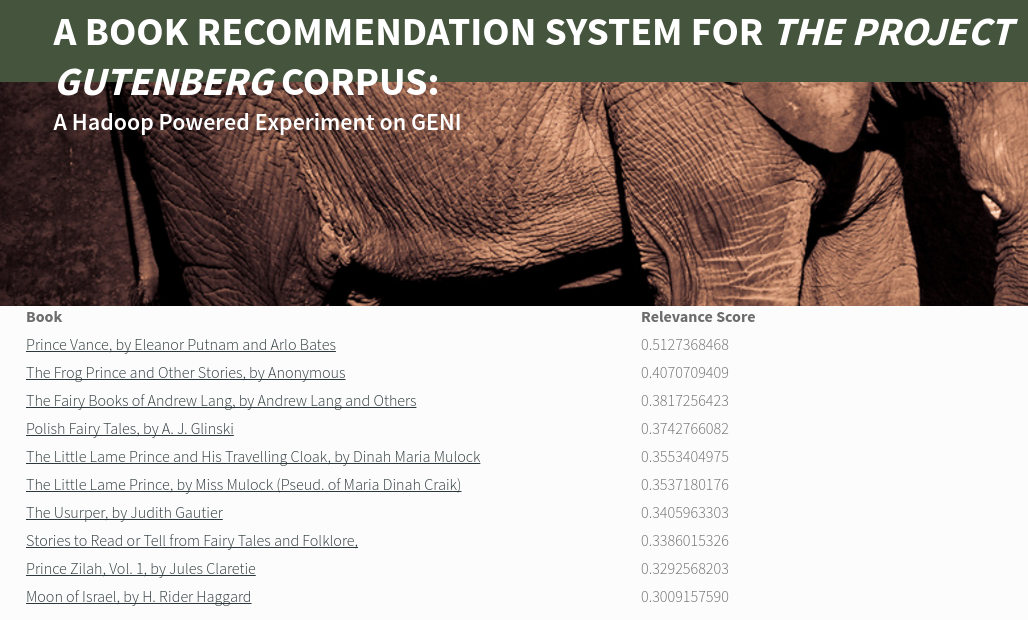 A BOOK RECOMMENDATION SYSTEM FOR THE PROJECT
GUTENBERG CORPUS:
A Hadoop Powered Experiment on GENI
Book Relevance Score
Prince Vance, by Eleanor Putnam and Arlo Bates 0.5127368468
The Frog Prince and Other Stories, by Anonymous 0.4070709409
The Fairy Books of Andrew Lang, by Andrew Lang and Others 0.3817256423
Polish Fairy Tales, by A. J. Glinski 0.3742766082
The Little Lame Prince and His Travelling Cloak, by Dinah Maria Mulock 0.3553404975
The Little Lame Prince, by Miss Mulock (Pseud. of Maria Dinah Craik) 0.3537180176
The Usurper, by Judith Gautier 0.3405963303
Stories to Read or Tell from Fairy Tales and Folklore, 0.3386015326
Prince Zilah, Vol. 1, by Jules Claretie 0.3292568203
Moon of Israel, by H. Rider Haggard 0.3009157590